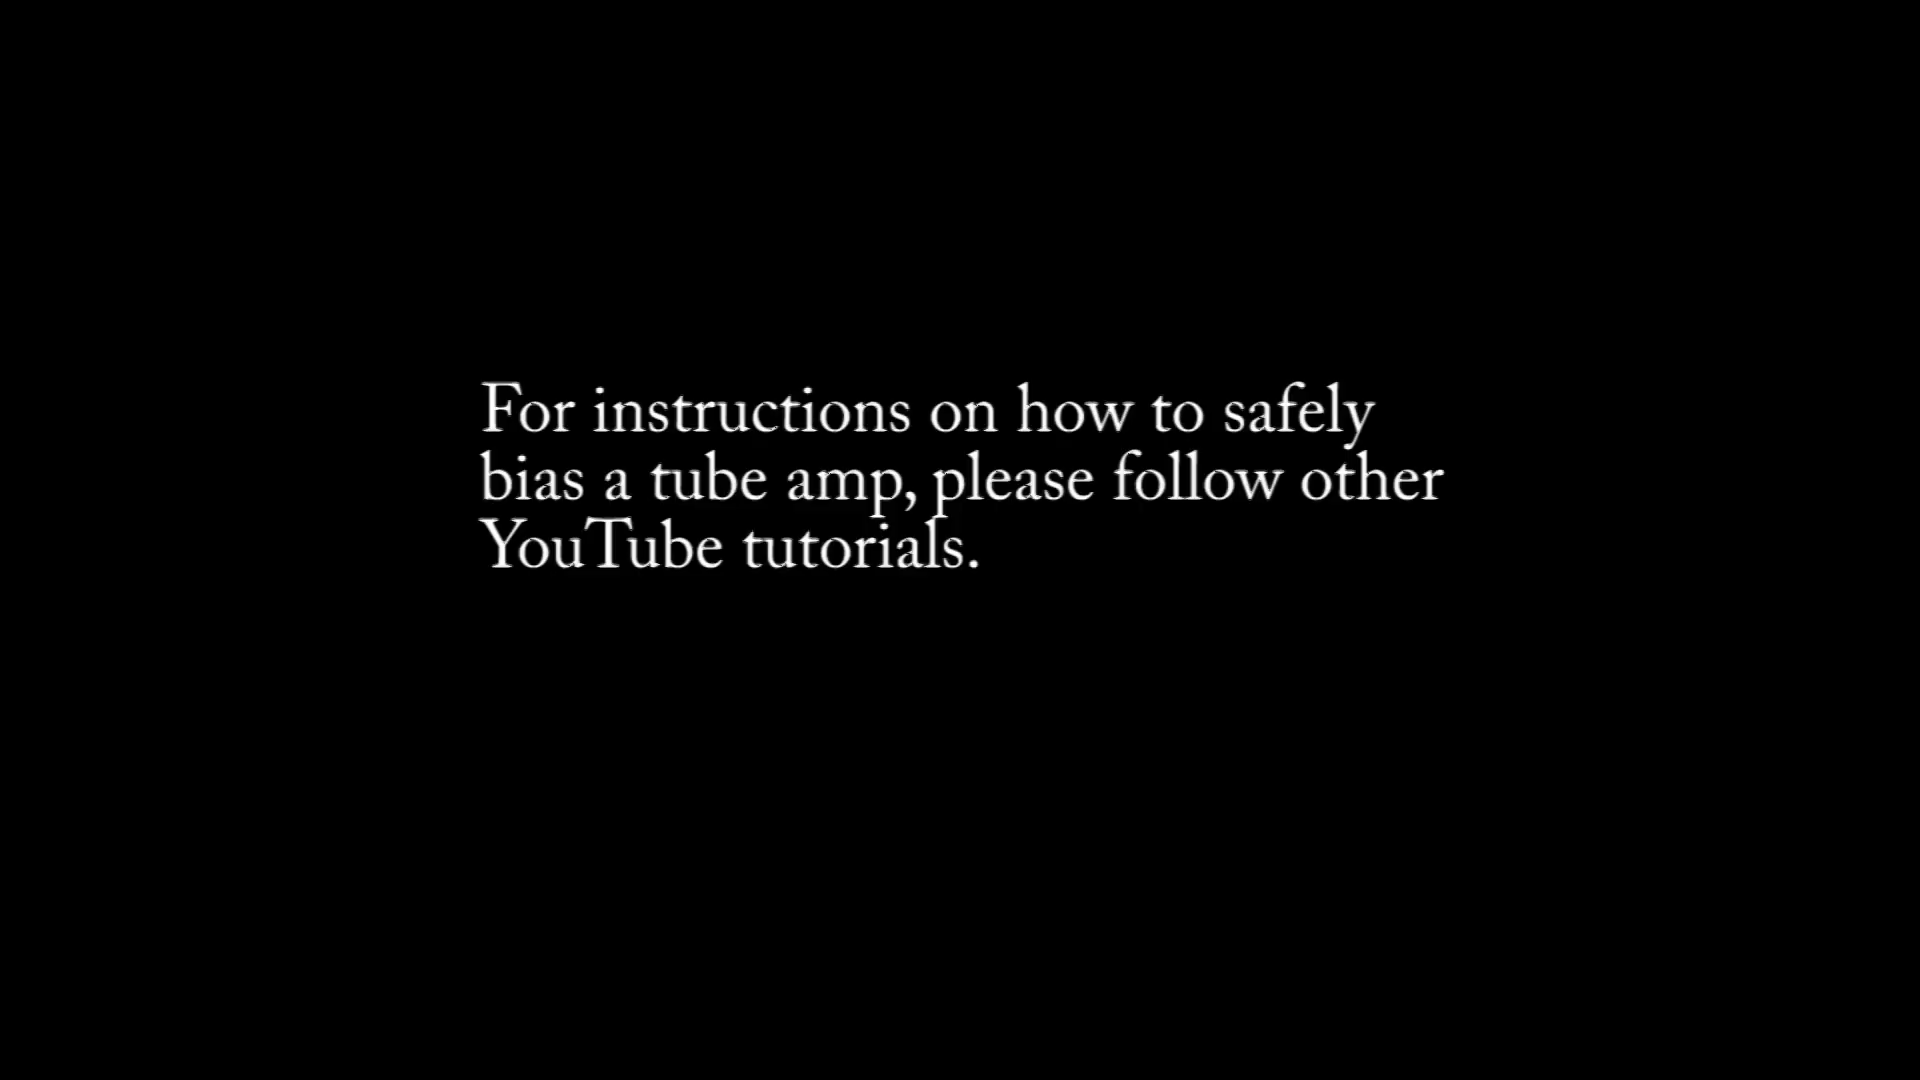 For instructions on how to safely
bias a tube amp, please follow other
YouTube tutorials.